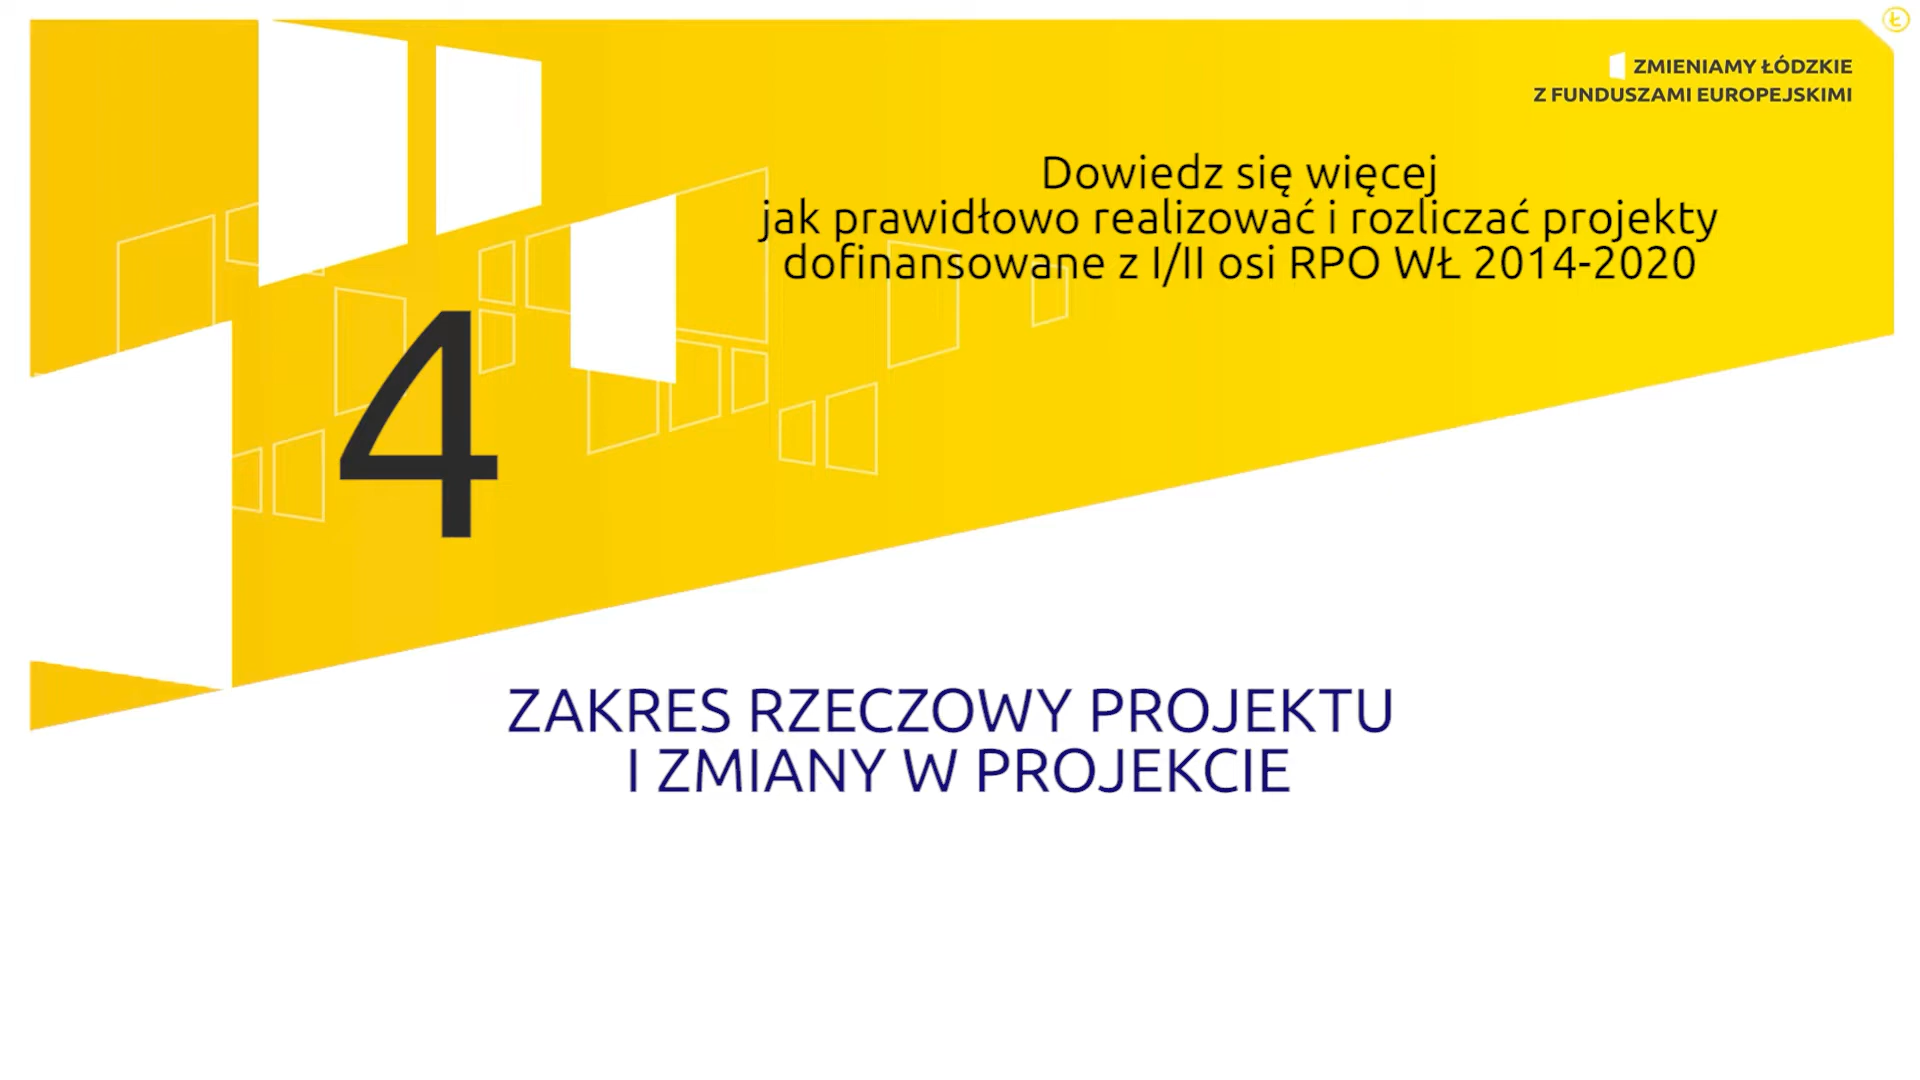 Ł
ZMIENIAMY ŁÓDZKIE
Z FUNDUSZAMI EUROPEJSKIMI
Dowiedz się więcej
jak prawidłowo realizować i rozliczać projekty
dofinansowane z I/II osi RPO WŁ 2014-2020
4
ZAKRES RZECZOWY PROJEKTU
I ZMIANY W PROJEKCIE